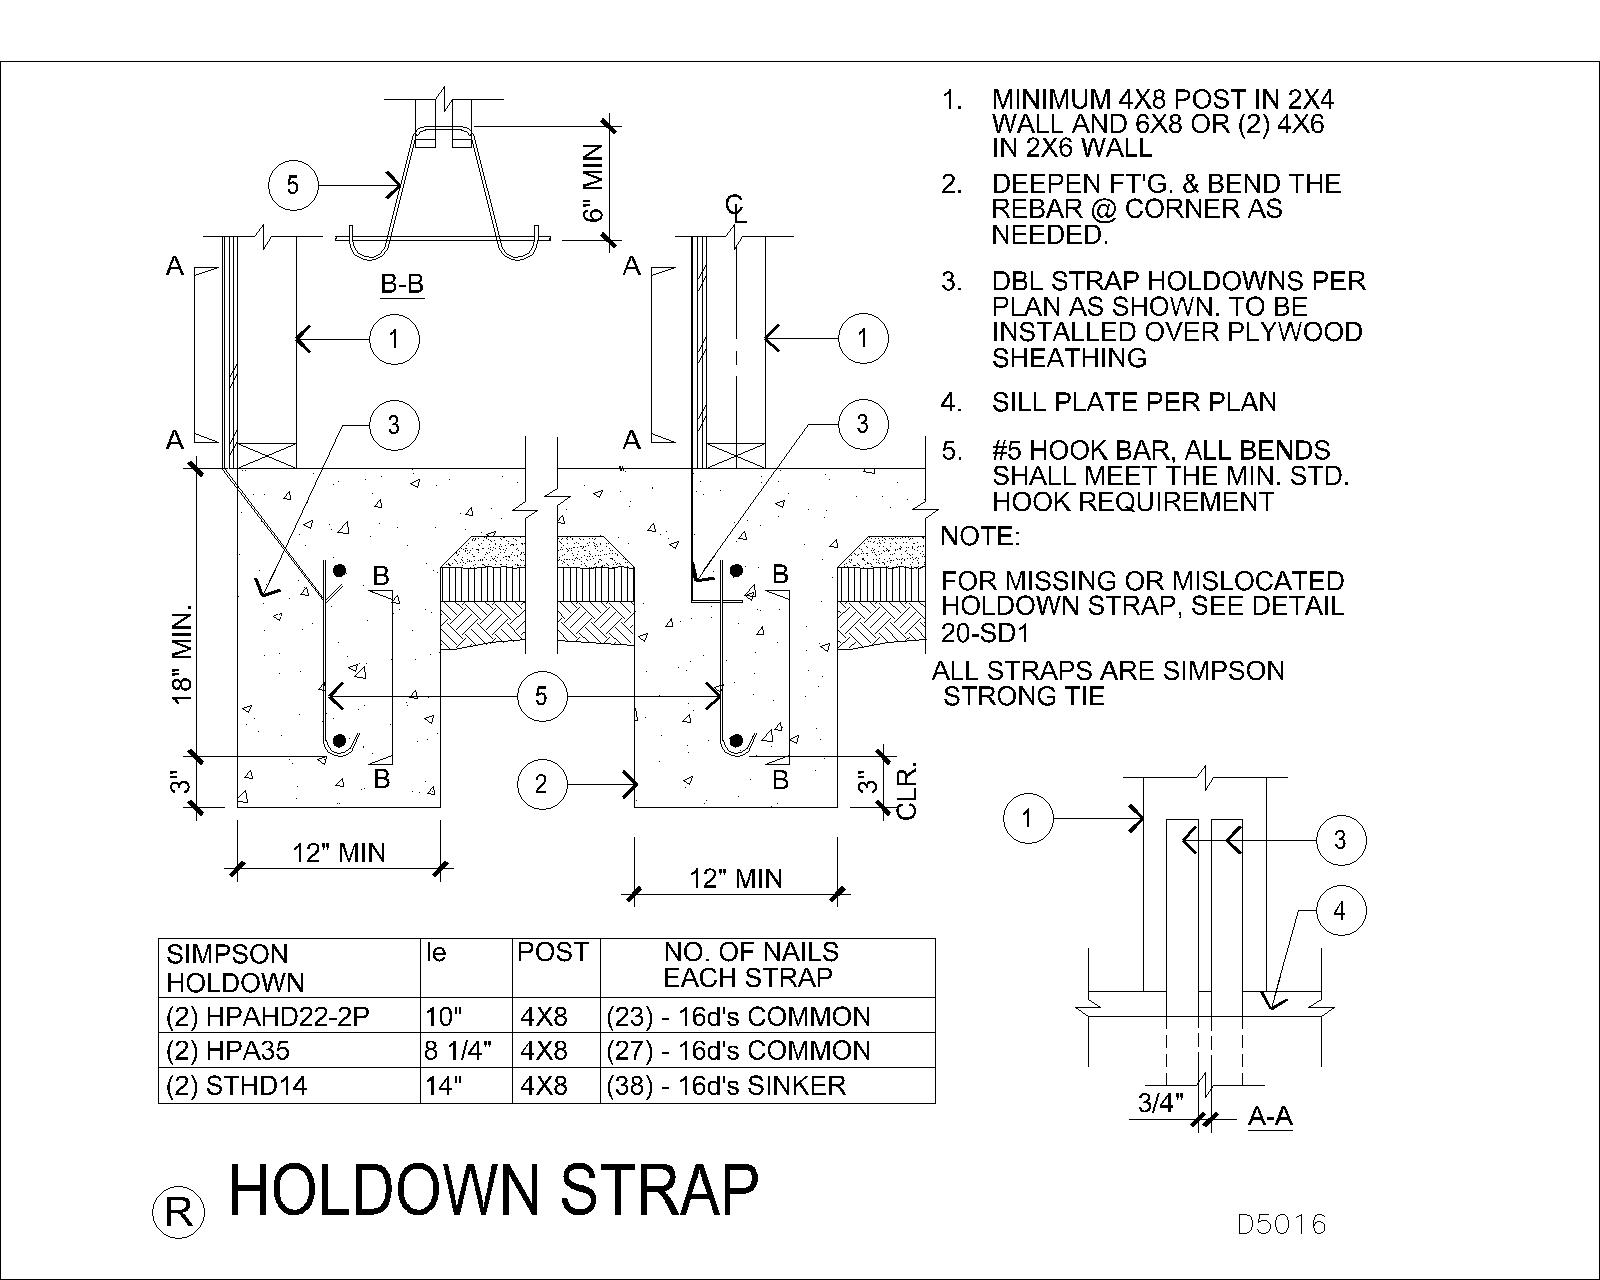 1. MINIMUM 4X8 POST IN 2X4
WALL AND 6X8 OR (2) 4X6
IN 2X6 WALL
2. DEEPEN FT'G. & BEND THE
REBAR @ CORNER AS
NEEDED.
3. DBL STRAP HOLDOWNS PER
PLAN AS SHOWN. TO BE
INSTALLED OVER PLYWOOD
SHEATHING
4. SILL PLATE PER PLAN
5. #5 HOOK BAR, ALL BENDS
SHALL MEET THE MIN. STD.
HOOK REQUIREMENT
NOTE:
FOR MISSING OR MISLOCATED
HOLDOWN STRAP, SEE DETAIL
20-SD1
ALL STRAPS ARE SIMPSON
STRONG TIE
5
6" MIN
B-B
CL
A
A
1
1
3
3
A
A
B
B
18" MIN.
5
3"
B
2
B
3"
CLR.
12" MIN
12" MIN
1
3
4
3/4"
A-A
SIMPSON HOLDOWN le POST NO. OF NAILS EACH STRAP
(2) HPAHD22-2P 10" 4X8 (23) - 16d's COMMON
(2) HPA35 8 1/4" 4X8 (27) - 16d's COMMON
(2) STHD14 14" 4X8 (38) - 16d's SINKER
R HOLDOWN STRAP
D5016